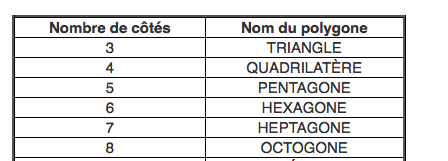 Nombre de côtés Nom du polygone
3 TRIANGLE
4 QUADRILATÈRE
5 PENTAGONE
6 HEXAGONE
7 HEPTAGONE
8 OCTOGONE